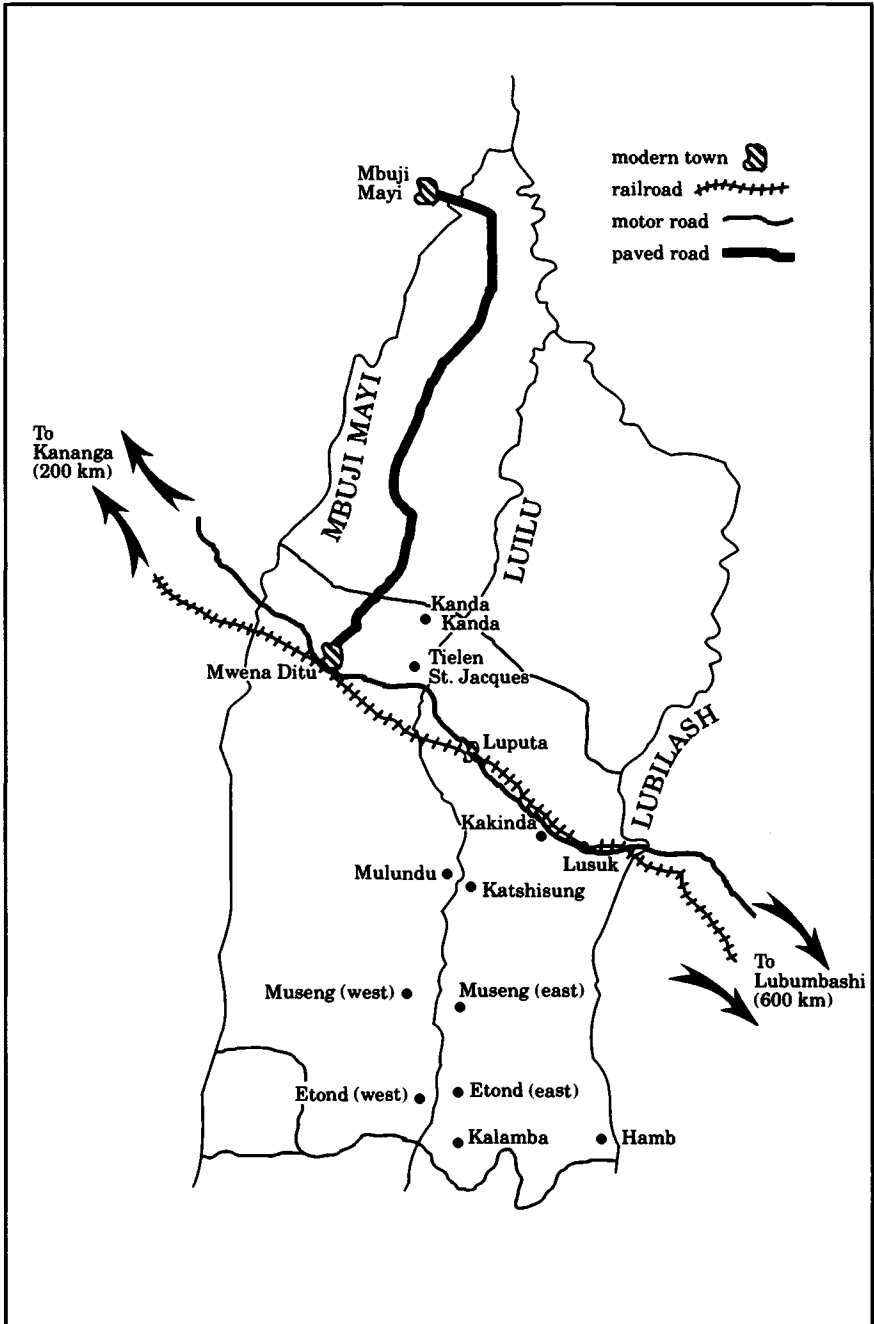 Mbuji
Mayi
modern town
railroad
motor road
paved road
To
Kananga
(200 km)
MBUJI MAYI
LUILU
Kanda
Kanda
Tielen
St. Jacques
Mwena Ditu
Luputa
LUBILASH
Kakinda
Lusuk
Mulundu
Katshisung
To
Lubumbashi
(600 km)
Museng (west)
Museng (east)
Etond (west)
Etond (east)
Kalamba
Hamb